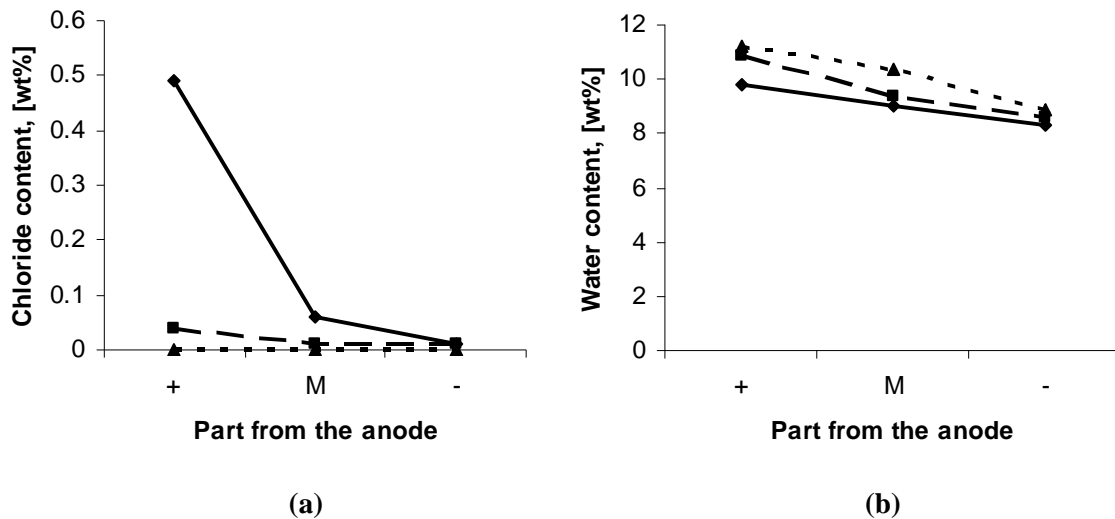 Chloride content, [wt%]
0.6
0.5
0.4
0.3
0.2
0.1
0
+ M -
Part from the anode
(a)
Water content, [wt%]
12
10
8
6
4
2
0
+ M -
Part from the anode
(b)